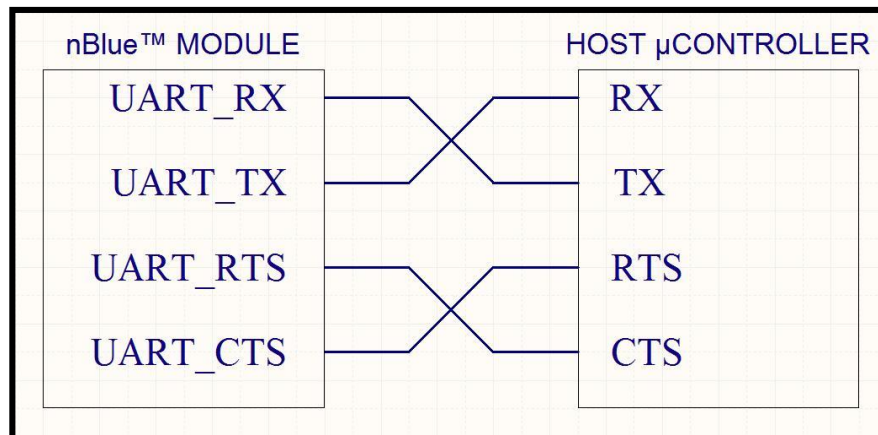 nBlue™ MODULE HOST µCONTROLLER
UART_RX RX
UART_TX TX
UART_RTS RTS
UART_CTS CTS